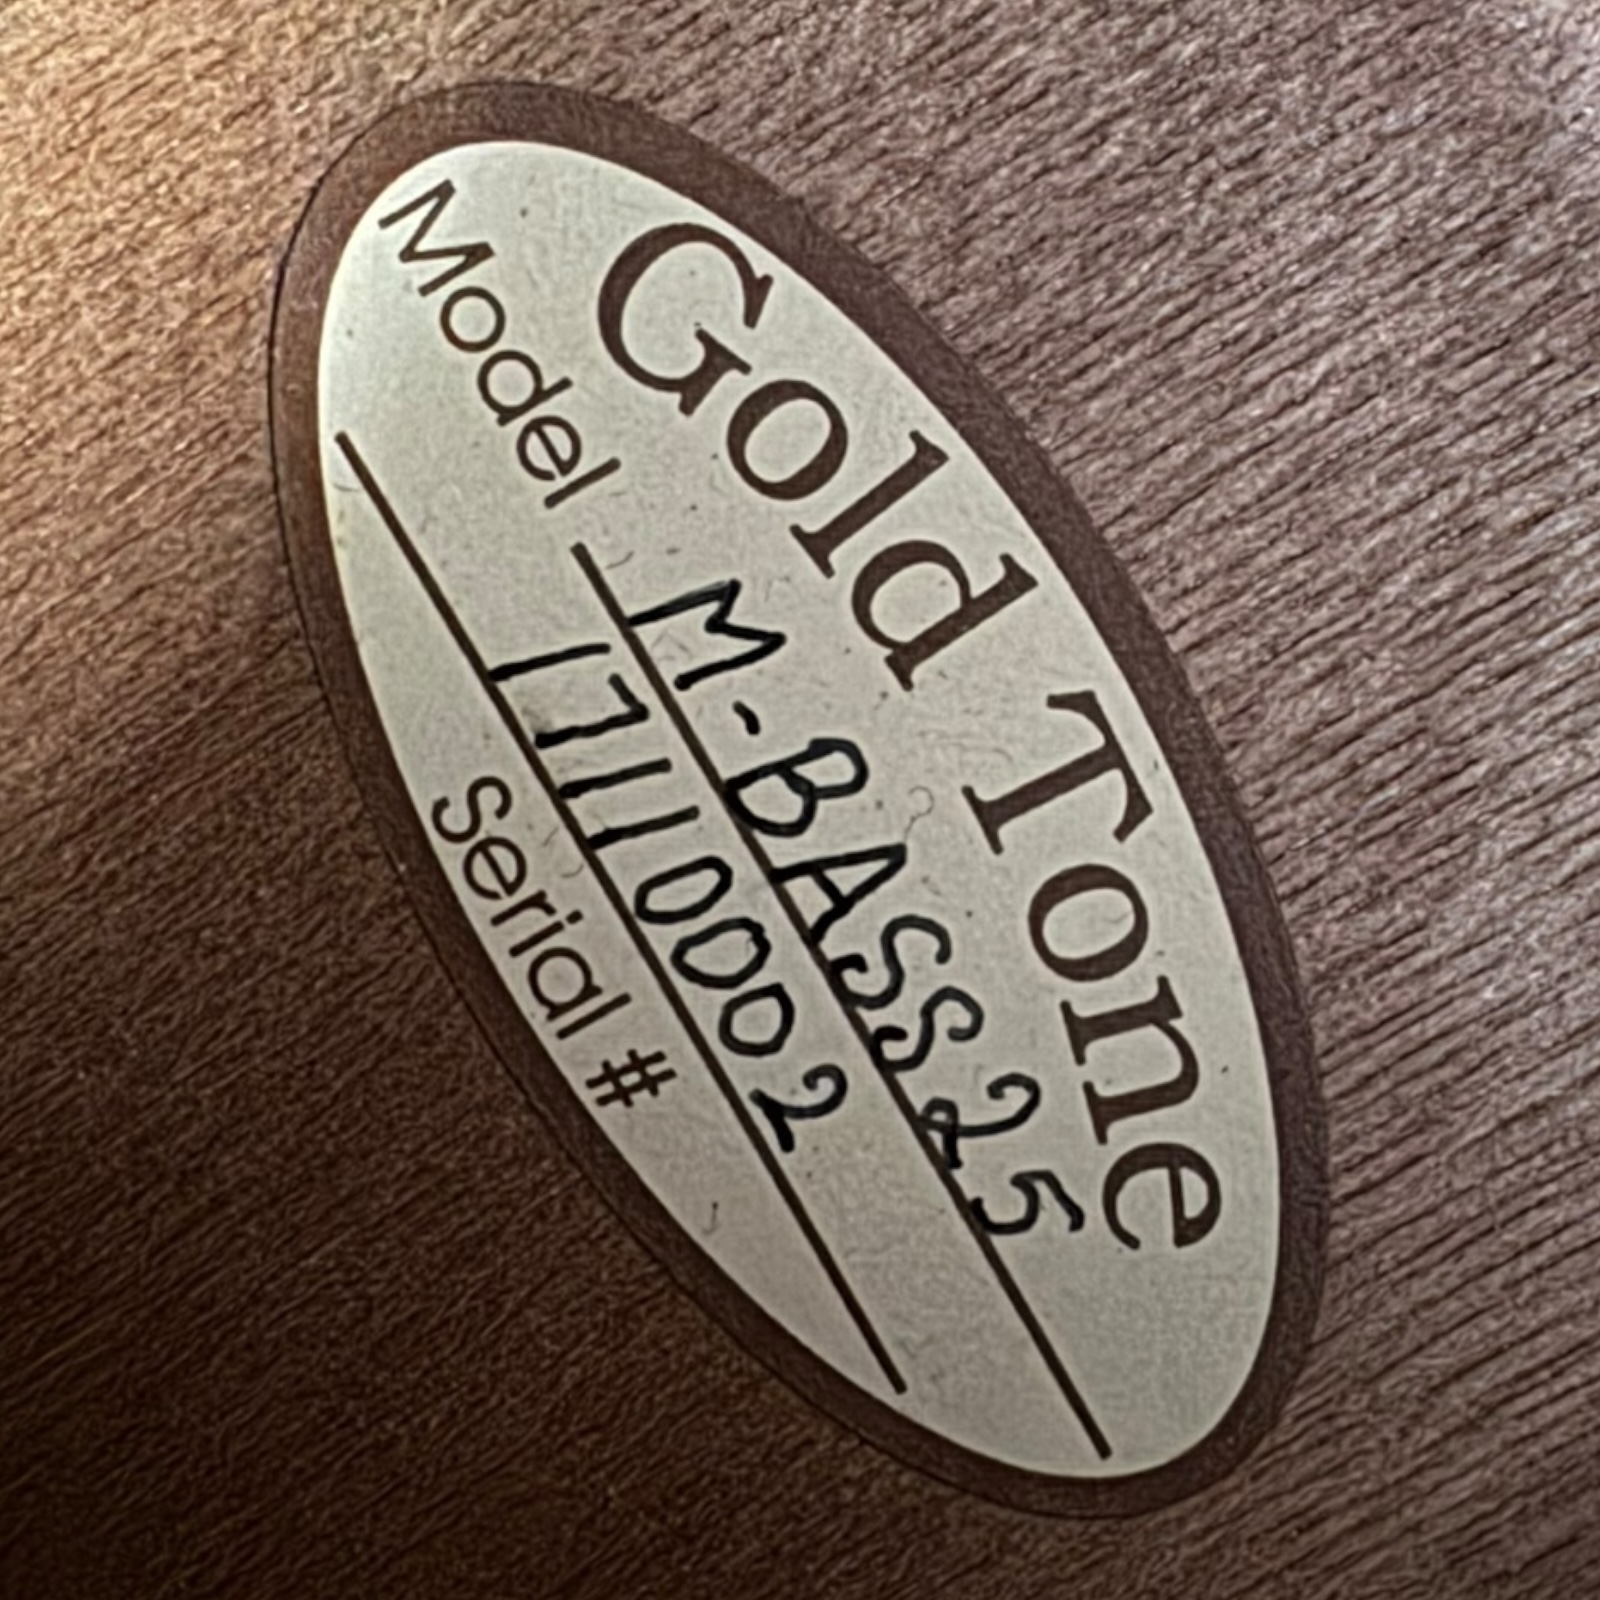 Gold Tone
Model M-BASS25
17110002
Serial #